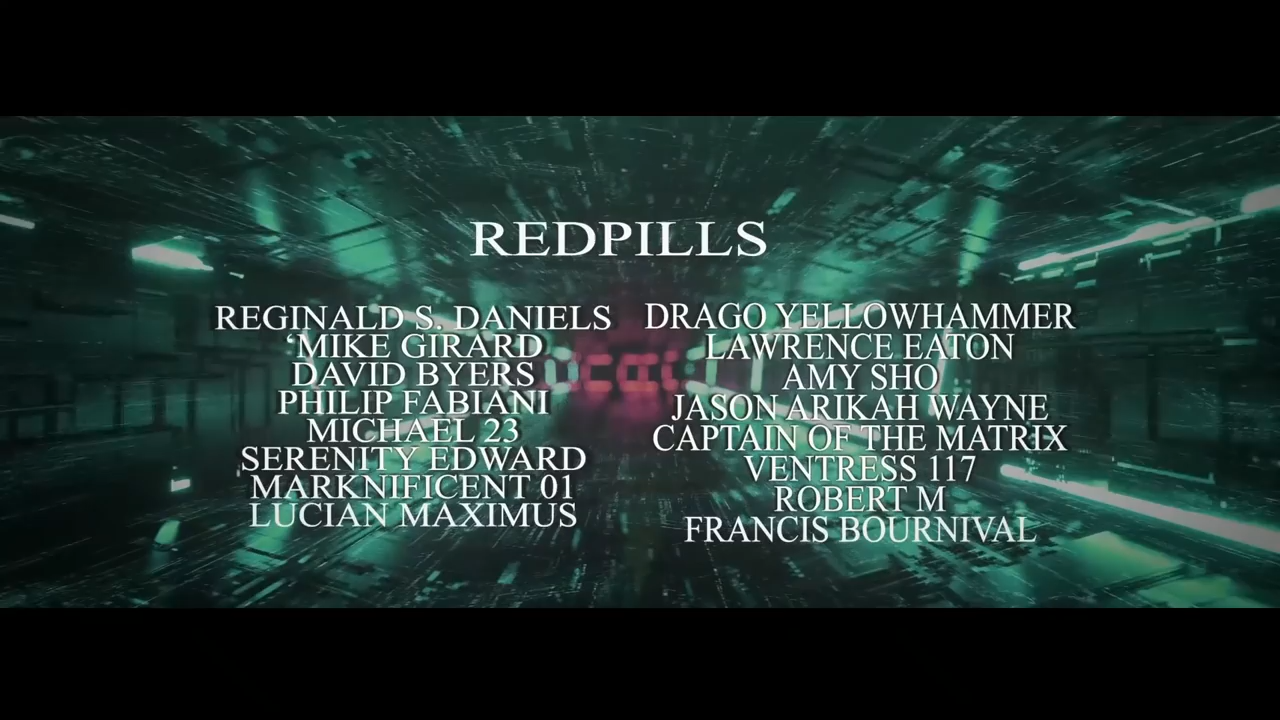 REDPILLS
REGINALD S. DANIELS
‘MIKE GIRARD
DAVID BYERS
PHILIP FABIANI
MICHAEL 23
SERENITY EDWARD
MARKNIFICENT 01
LUCIAN MAXIMUS
DRAGO YELLOWHAMMER
LAWRENCE EATON
AMY SHO
JASON ARIKAH WAYNE
CAPTAIN OF THE MATRIX
VENTRESS 117
ROBERT M
FRANCIS BOURNIVAL